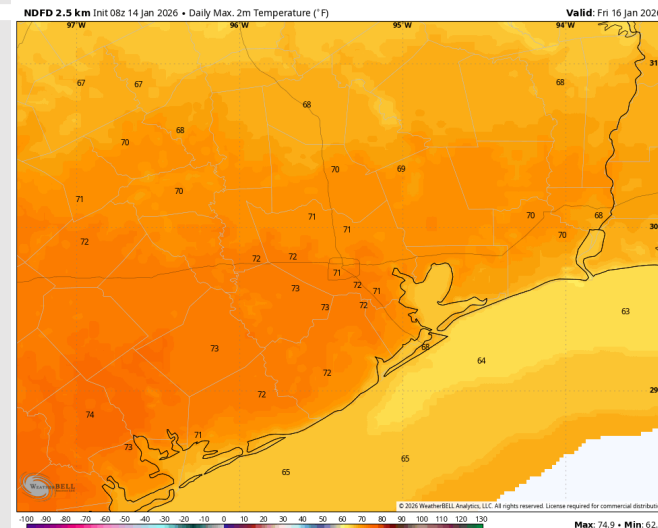 NDFD 2.5 km Init 08z 14 Jan 2026 • Daily Max. 2m Temperature (°F)
Valid: Fri 16 Jan 2026
97°W 96°W 95°W 94°W
31
67 67 68 68
68
70
70 69
70
71
71 70 68
71 70
30
72
72 72
71
73 72 71
73 72
63
73 68
64
72
29
72
74
71
73
65 65
WeatherBELL
© 2026 WeatherBELL Analytics, LLC. All rights reserved. License required for commercial distributi
-100 -90 -80 -70 -60 -50 -40 -30 -20 -10 0 10 20 30 40 50 60 70 80 90 100 110 120 130
Max: 74.9 • Min: 62.